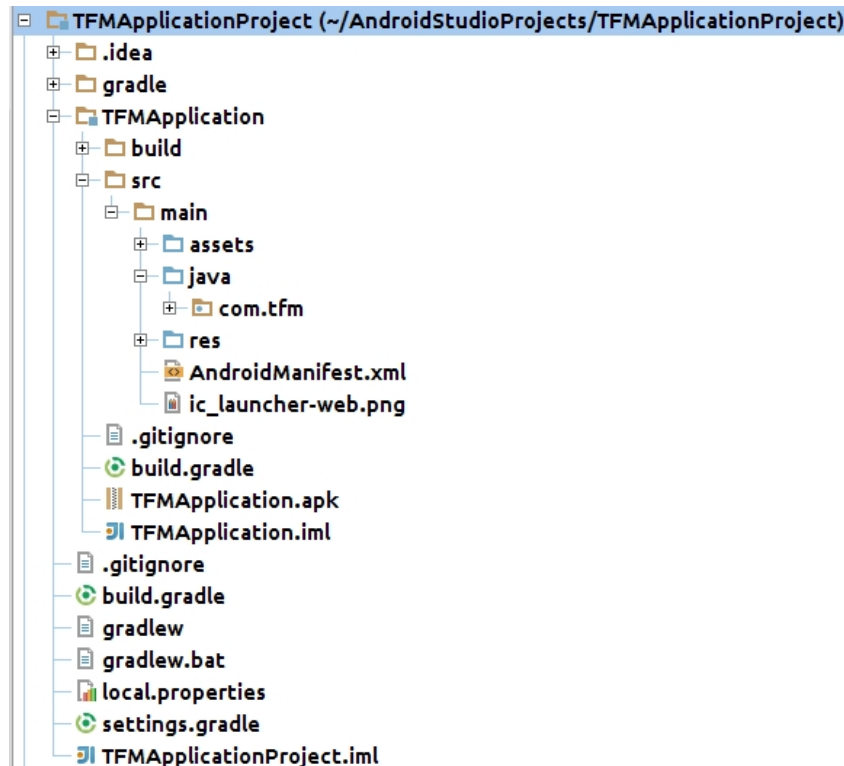 TFMApplicationProject (~/AndroidStudioProjects/TFMApplicationProject)
.idea
gradle
TFMApplication
build
src
main
assets
java
com.tfm
res
AndroidManifest.xml
ic_launcher-web.png
.gitignore
build.gradle
TFMApplication.apk
TFMApplication.iml
.gitignore
build.gradle
gradlew
gradlew.bat
local.properties
settings.gradle
TFMApplicationProject.iml